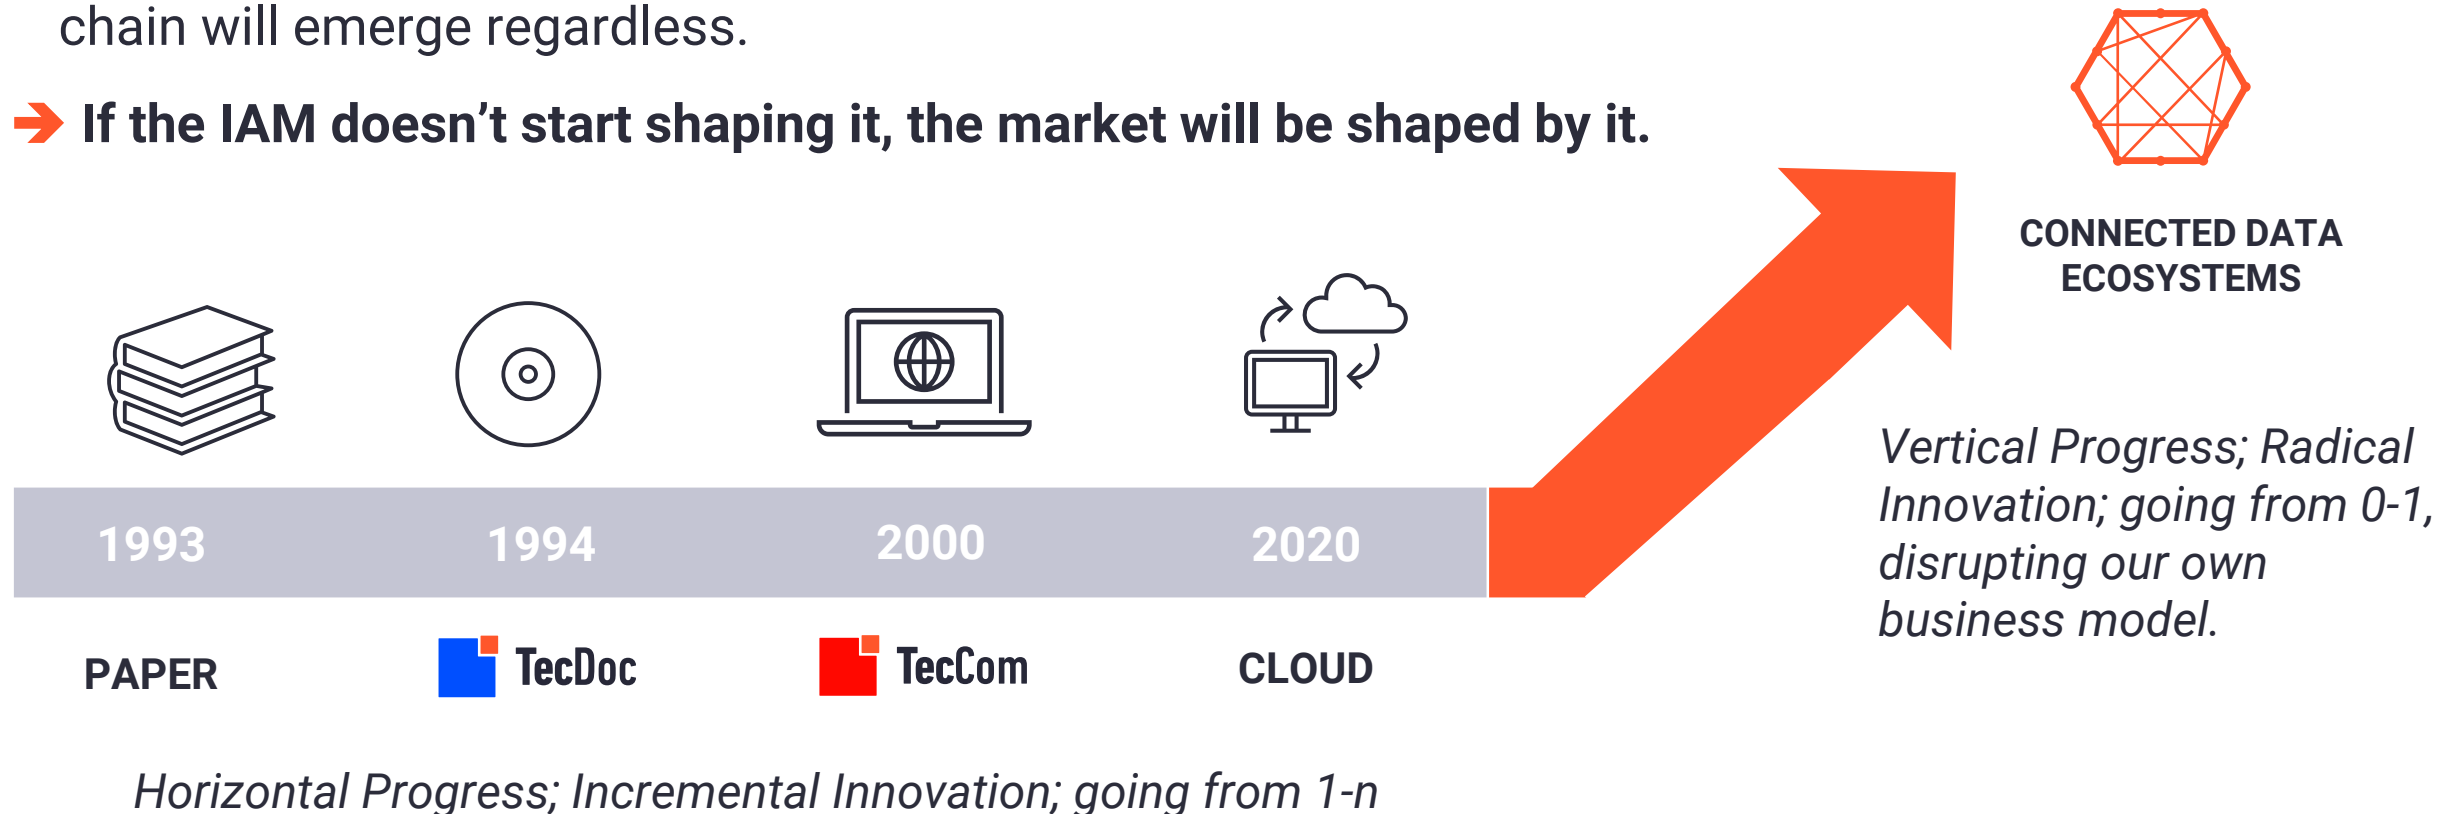 chain will emerge regardless.
If the IAM doesn’t start shaping it, the market will be shaped by it.
CONNECTED DATA
ECOSYSTEMS
1993
1994
2000
2020
PAPER
TecDoc
TecCom
CLOUD
Vertical Progress; Radical
Innovation; going from 0-1,
disrupting our own
business model.
Horizontal Progress; Incremental Innovation; going from 1-n